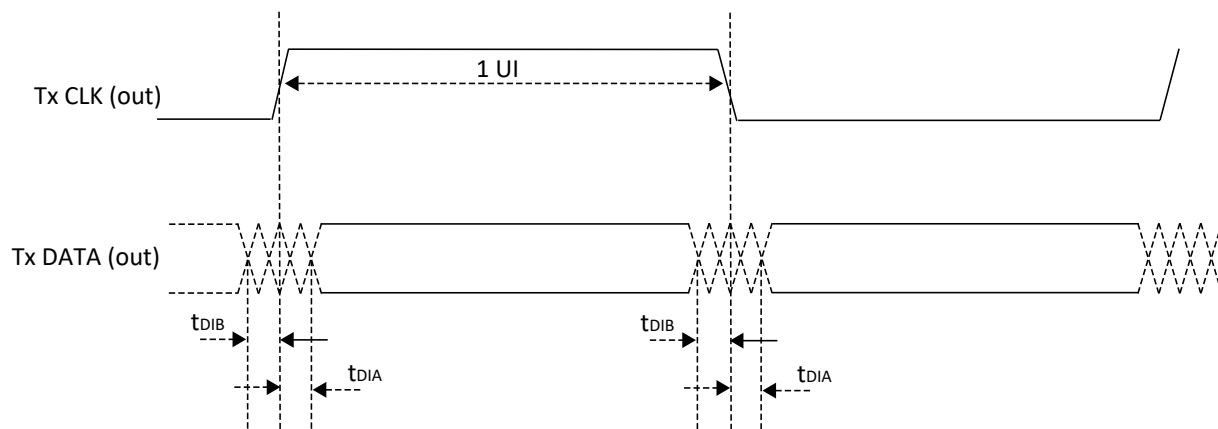 1 UI
Tx CLK (out)
Tx DATA (out)
tDIB
tDIB
tDIA
tDIA